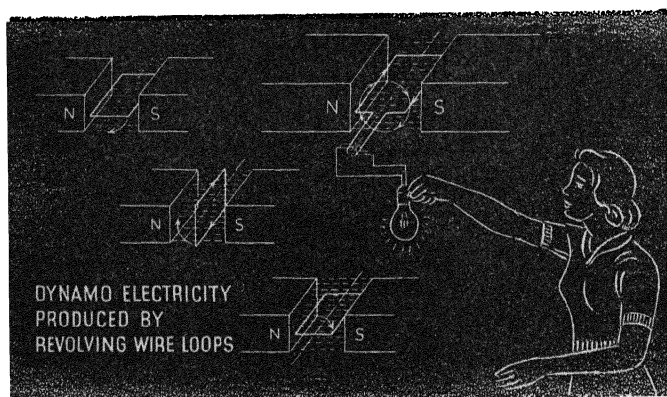 N S
N S
N S
N S
DYNAMO ELECTRICITY
PRODUCED BY
REVOLVING WIRE LOOPS